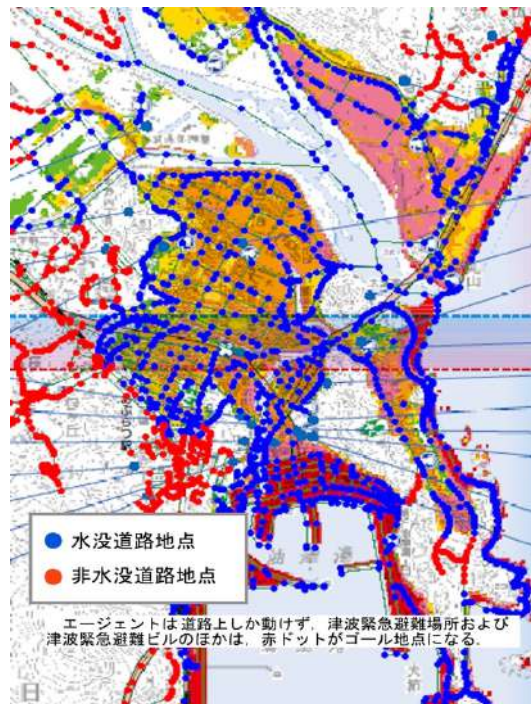 水没道路地点
非水没道路地点
エージェントは道路上しか動けず，津波緊急避難場所および
津波緊急避難ビルのほかは，赤ドットがゴール地点になる．
日